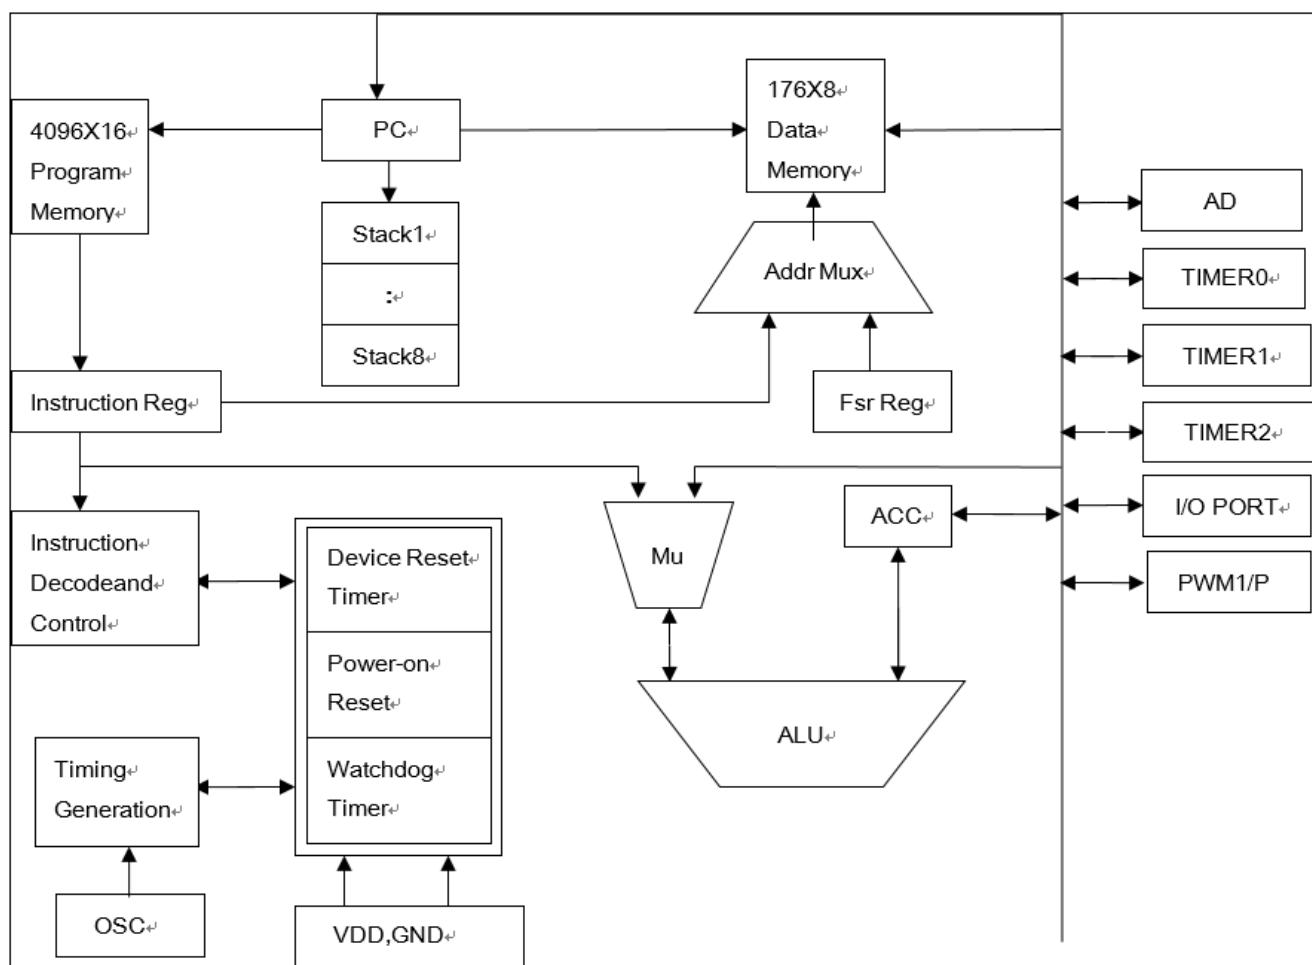 4096X16
Program
Memory
PC
176X8
Data
Memory
Stack1
:
Stack8
Addr Mux
AD
TIMER0
TIMER1
TIMER2
I/O PORT
PWM1/P
Instruction Reg
Fsr Reg
Instruction
Decodeand
Control
Device Reset
Timer
Power-on
Reset
Watchdog
Timer
Mu
ACC
ALU
Timing
Generation
OSC
VDD,GND